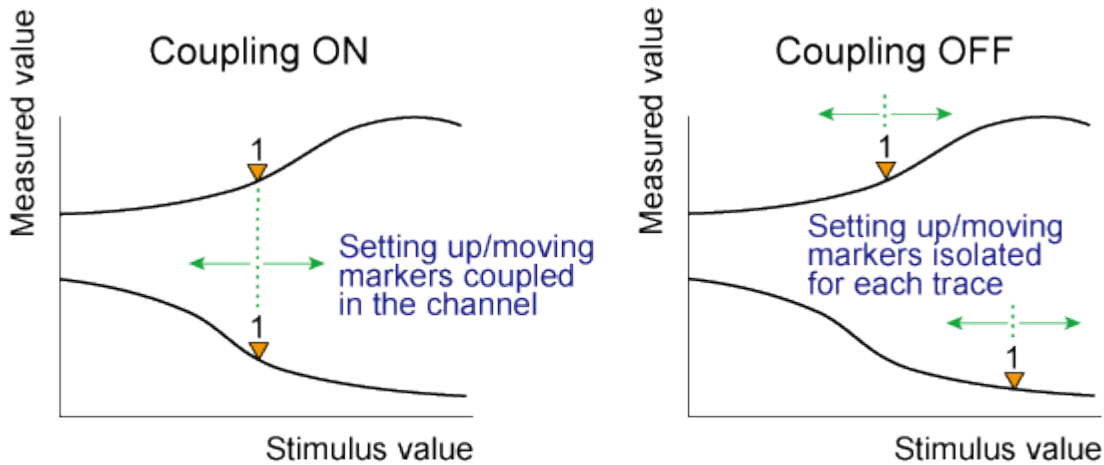 Coupling ON
Measured value
1
Setting up/moving
markers coupled
in the channel
1
Stimulus value
Coupling OFF
Measured value
1
Setting up/moving
markers isolated
for each trace
1
Stimulus value